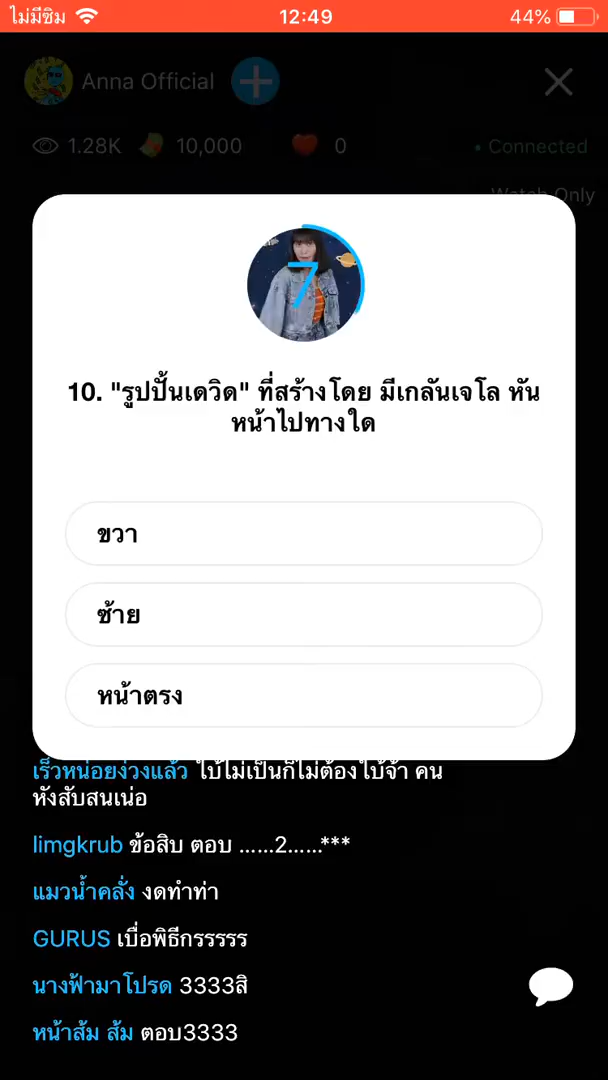 ไม่มีซิม 12:49 44%
Anna Official
1.28K 10,000 0 • Connected
Watch Only
7
10. "รูปปั้นเดวิด" ที่สร้างโดย มีเกลันเจโล หัน
หน้าไปทางใด
ขวา
ซ้าย
หน้าตรง
เร็วหน่อยง่วงแล้ว ใบ้ไม่เป็นก็ไม่ต้องใบ้จ้า คน
หังสับสนเน่อ
limgkrub ข้อสิบ ตอบ ......2......***
แมวน้ำคลั่ง งดทำท่า
GURUS เบื่อพิธีกรรรรร
นางฟ้ามาโปรด 3333สิ
หน้าส้ม ส้ม ตอบ3333